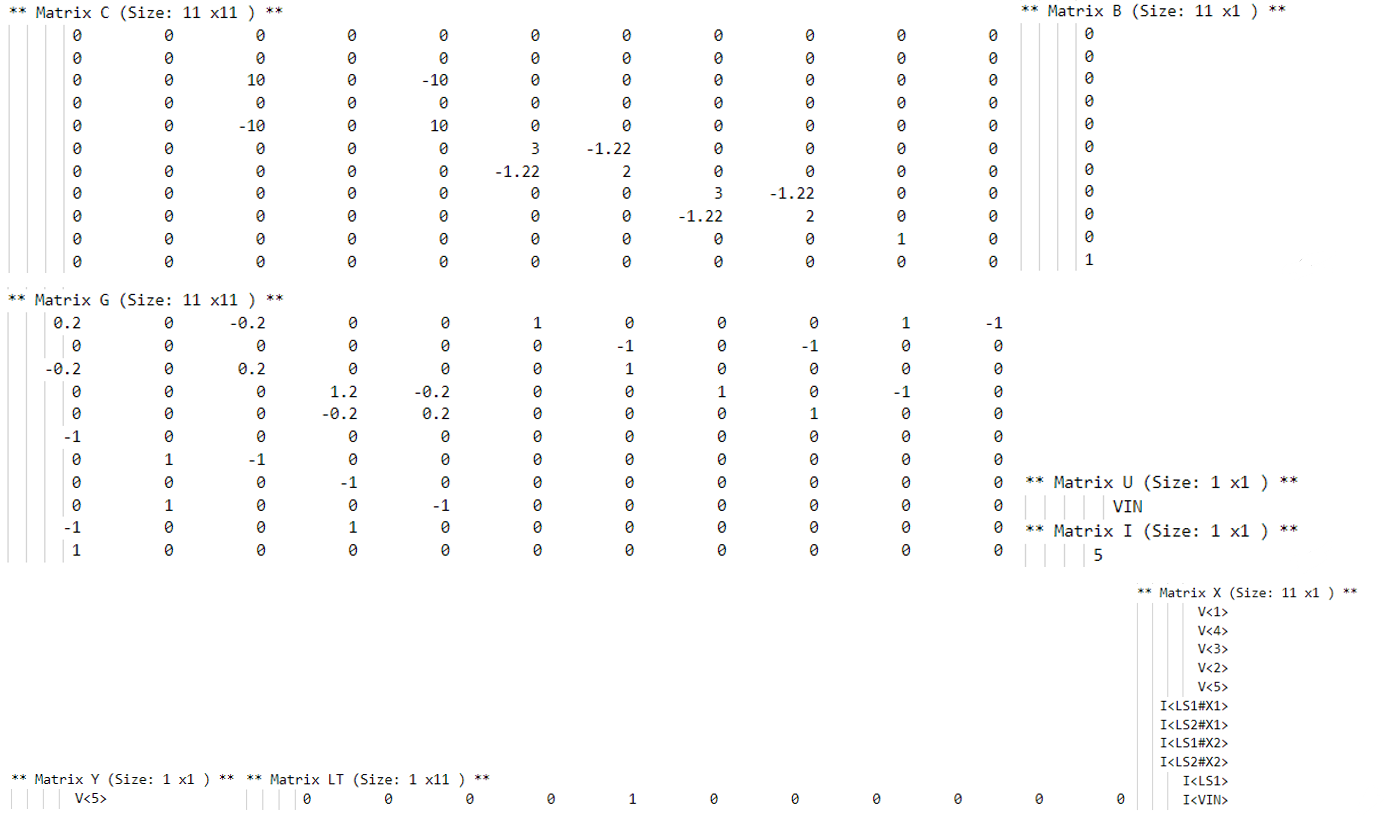 ** Matrix C (Size: 11 x11 ) **
0 0 0 0 0 0 0 0 0 0 0
0 0 0 0 0 0 0 0 0 0 0
0 0 10 0 -10 0 0 0 0 0 0
0 0 0 0 0 0 0 0 0 0 0
0 0 -10 0 10 0 0 0 0 0 0
0 0 0 0 0 3 -1.22 0 0 0 0
0 0 0 0 0 -1.22 2 0 0 0 0
0 0 0 0 0 0 0 3 -1.22 0 0
0 0 0 0 0 0 0 -1.22 2 0 0
0 0 0 0 0 0 0 0 0 1 0
0 0 0 0 0 0 0 0 0 0 0
** Matrix B (Size: 11 x1 ) **
0
0
0
0
0
0
0
0
0
0
1
** Matrix G (Size: 11 x11 ) **
0.2 0 -0.2 0 0 1 0 0 0 1 -1
0 0 0 0 0 0 -1 0 -1 0 0
-0.2 0 0.2 0 0 0 1 0 0 0 0
0 0 0 1.2 -0.2 0 0 1 0 -1 0
0 0 0 -0.2 0.2 0 0 0 1 0 0
-1 0 0 0 0 0 0 0 0 0 0
0 1 -1 0 0 0 0 0 0 0 0
0 0 0 -1 0 0 0 0 0 0 0
0 1 0 0 -1 0 0 0 0 0 0
-1 0 0 1 0 0 0 0 0 0 0
1 0 0 0 0 0 0 0 0 0 0
** Matrix U (Size: 1 x1 ) **
VIN
** Matrix I (Size: 1 x1 ) **
5
** Matrix X (Size: 11 x1 ) **
V<1>
V<4>
V<3>
V<2>
V<5>
I<LS1#X1>
I<LS2#X1>
I<LS1#X2>
I<LS2#X2>
I<LS1>
I<VIN>
** Matrix Y (Size: 1 x1 ) **
V<5>
** Matrix LT (Size: 1 x11 ) **
0 0 0 0 1 0 0 0 0 0 0